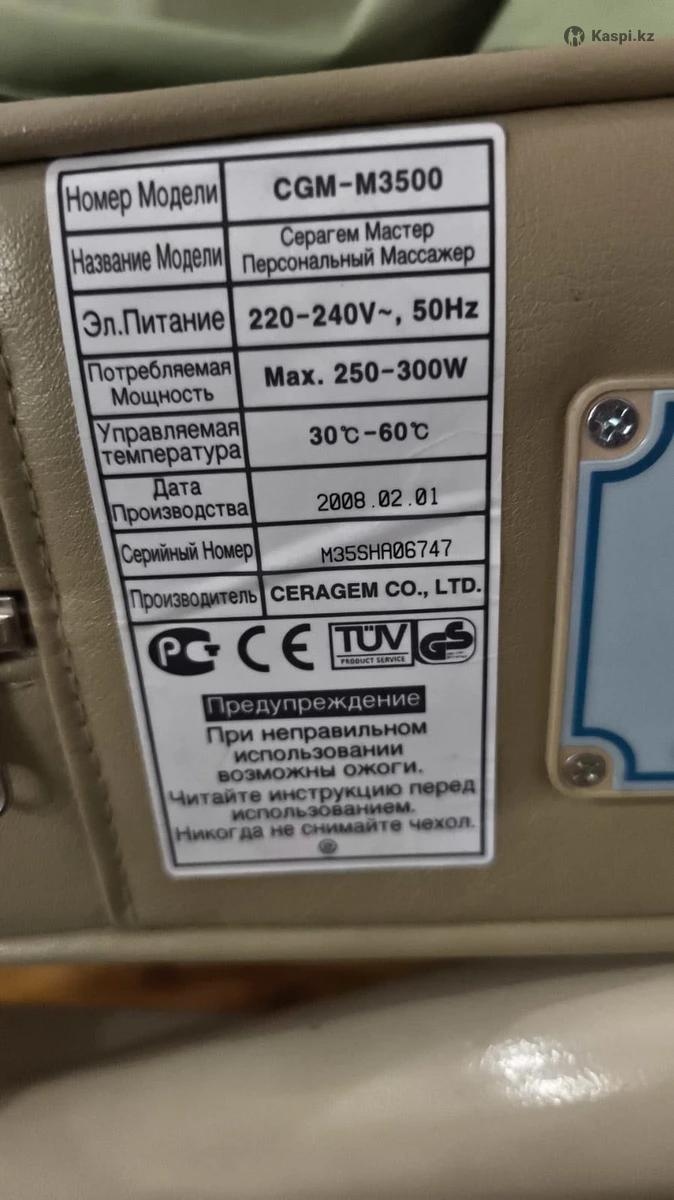 Kaspi.kz
Номер Модели CGM-M3500
Название Модели Серагем Мастер
Персональный Массажер
Эл.Питание 220-240V~, 50Hz
Потребляемая
Мощность Max. 250-300W
Управляемая
температура 30℃-60℃
Дата
Производства 2008.02.01
Серийный Номер M35SHA06747
Производитель CERAGEM CO., LTD.
РСТ CE TÜV GS
PRODUCT SERVICE
Предупреждение
При неправильном
использовании
возможны ожоги.
Читайте инструкцию перед
использованием.
Никогда не снимайте чехол.